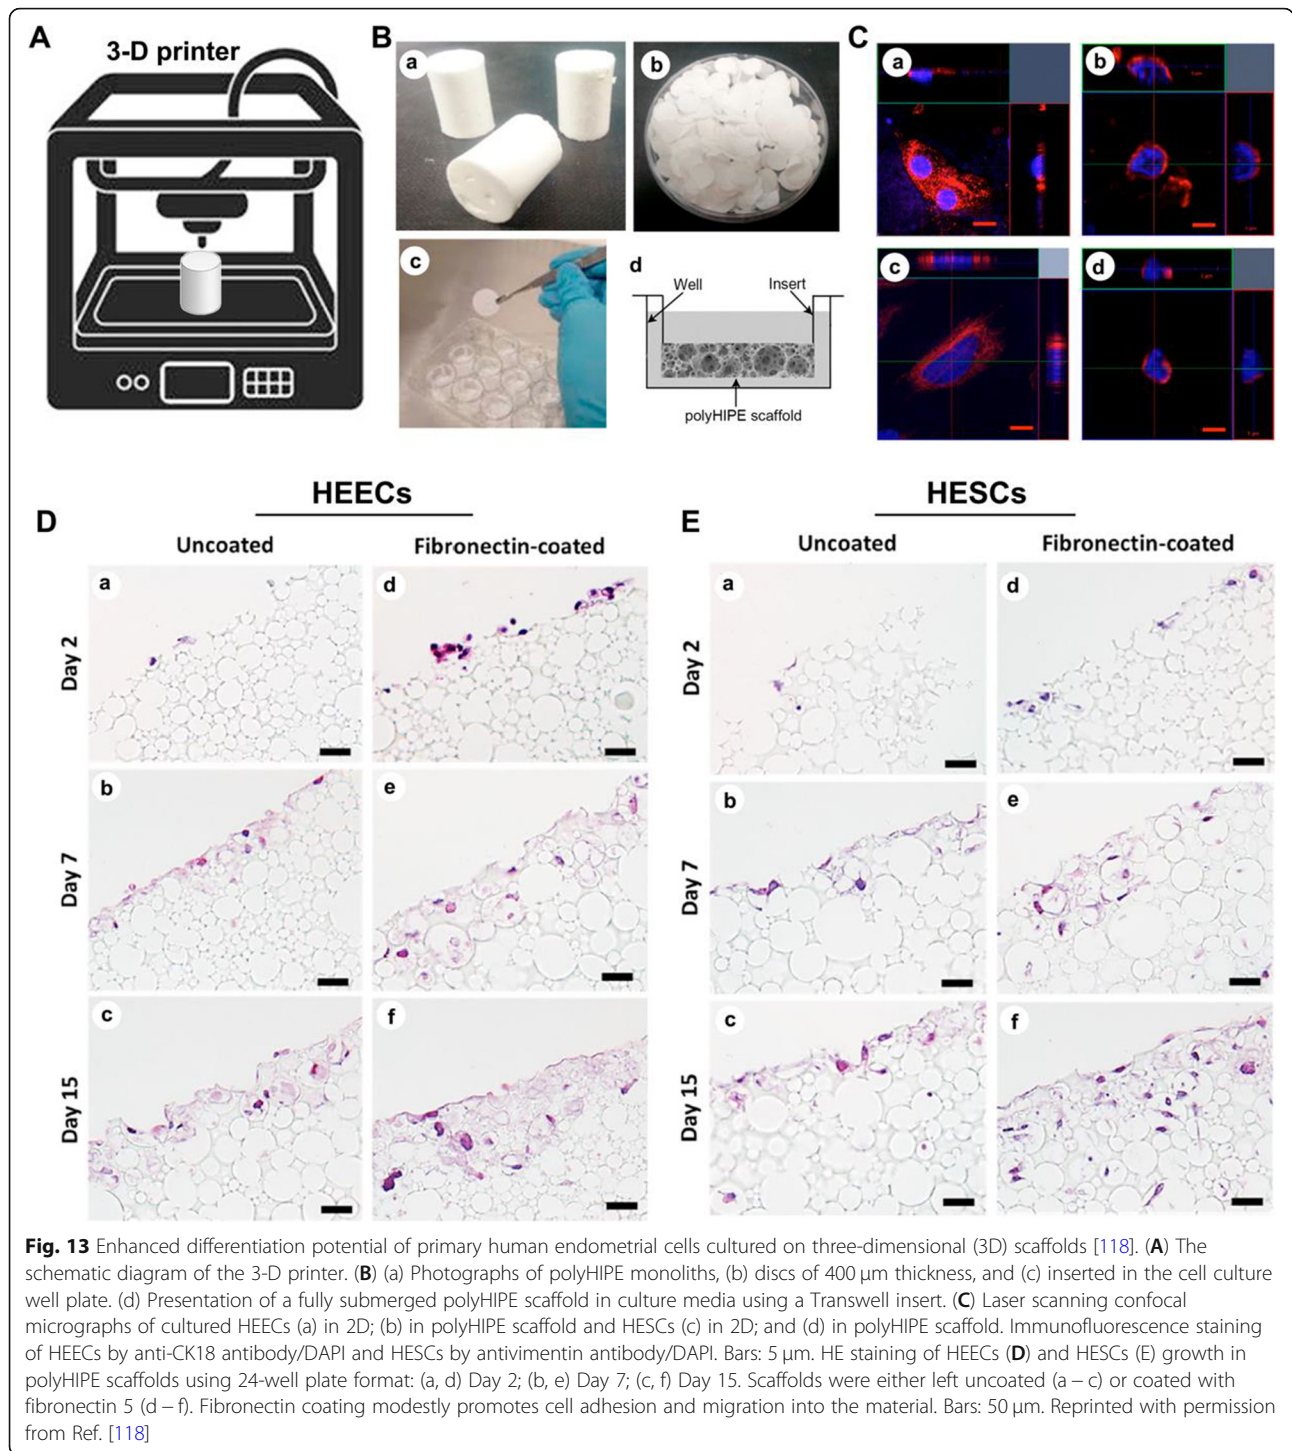 A
3-D printer
B
a
b
c
d
Well
Insert
polyHIPE scaffold
C
a
b
c
d
HEECs
D
Uncoated
Fibronectin-coated
Day 2
a
d
Day 7
b
e
Day 15
c
f
HESCs
E
Uncoated
Fibronectin-coated
Day 2
a
d
Day 7
b
e
Day 15
c
f
Fig. 13 Enhanced differentiation potential of primary human endometrial cells cultured on three-dimensional (3D) scaffolds [118]. (A) The
schematic diagram of the 3-D printer. (B) (a) Photographs of polyHIPE monoliths, (b) discs of 400 μm thickness, and (c) inserted in the cell culture
well plate. (d) Presentation of a fully submerged polyHIPE scaffold in culture media using a Transwell insert. (C) Laser scanning confocal
micrographs of cultured HEECs (a) in 2D; (b) in polyHIPE scaffold and HESCs (c) in 2D; and (d) in polyHIPE scaffold. Immunofluorescence staining
of HEECs by anti-CK18 antibody/DAPI and HESCs by antivimentin antibody/DAPI. Bars: 5 μm. HE staining of HEECs (D) and HESCs (E) growth in
polyHIPE scaffolds using 24-well plate format: (a, d) Day 2; (b, e) Day 7; (c, f) Day 15. Scaffolds were either left uncoated (a − c) or coated with
fibronectin 5 (d − f). Fibronectin coating modestly promotes cell adhesion and migration into the material. Bars: 50 μm. Reprinted with permission
from Ref. [118]